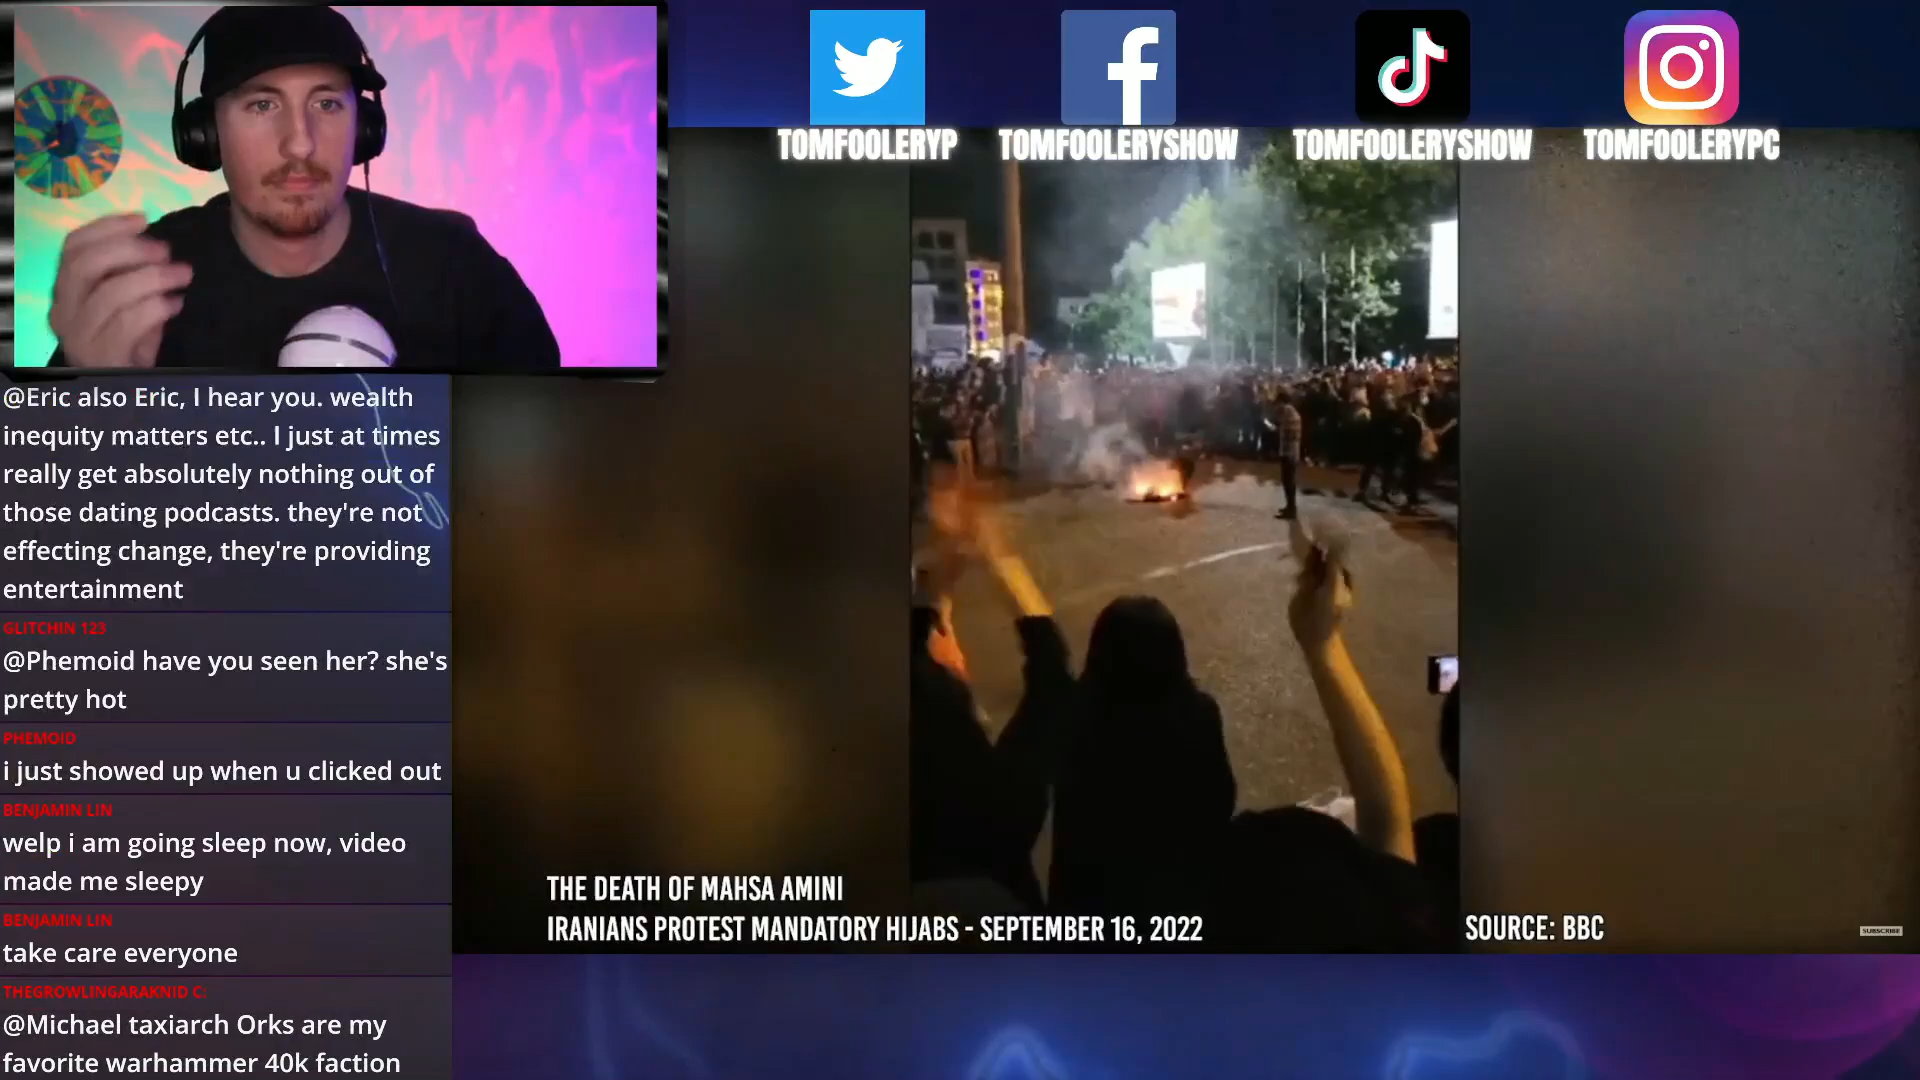 TOMFOOLERYP
TOMFOOLERYSHOW
TOMFOOLERYSHOW
TOMFOOLERYPC
@Eric also Eric, I hear you. wealth
inequity matters etc.. I just at times
really get absolutely nothing out of
those dating podcasts. they're not
effecting change, they're providing
entertainment
GLITCHIN 123
@Phemoid have you seen her? she's
pretty hot
PHEMOID
i just showed up when u clicked out
BENJAMIN LIN
welp i am going sleep now, video
made me sleepy
BENJAMIN LIN
take care everyone
THEGROWLINGARAKNID C:
@Michael taxiarch Orks are my
favorite warhammer 40k faction
THE DEATH OF MAHSA AMINI
IRANIANS PROTEST MANDATORY HIJABS - SEPTEMBER 16, 2022
SOURCE: BBC
SUBSCRIBE